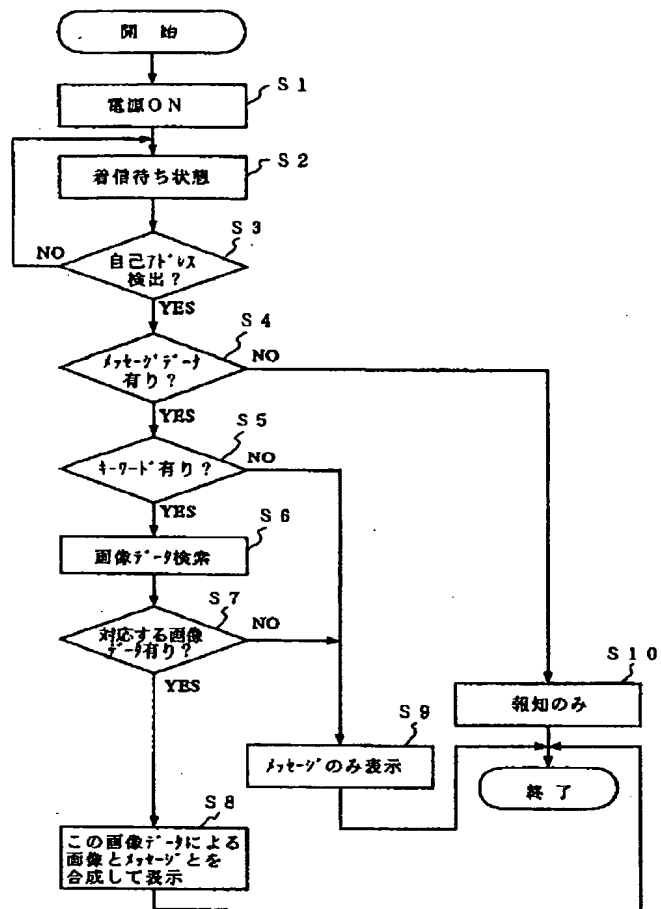 開始
S1
電源ON
S2
着信待ち状態
S3
NO
自己アドレス
検出?
YES
S4
NO
メッセージデータ
有り?
YES
S5
NO
キーワード有り?
YES
S6
画像データ検索
S7
NO
対応する画像
データ有り?
YES
S10
報知のみ
S9
メッセージのみ表示
終了
S8
この画像データによる
画像とメッセージとを
合成して表示